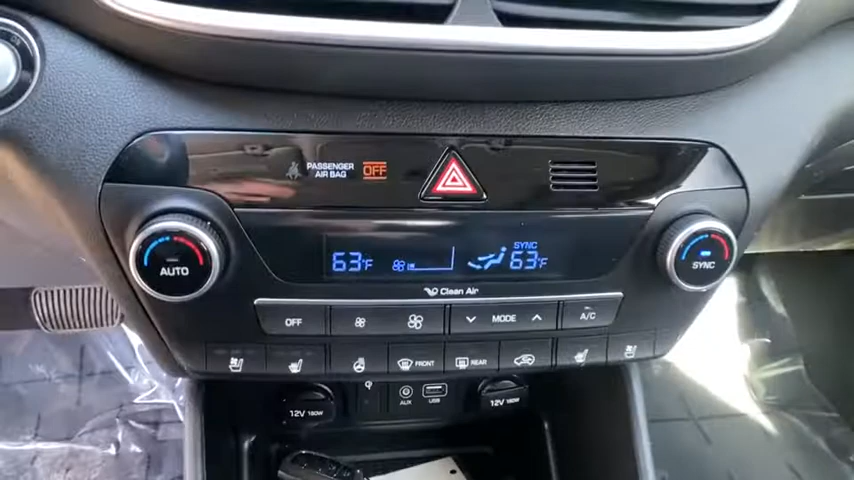 PASSENGER
AIR BAG OFF
AUTO
63°F
SYNC
63°F
SYNC
Clean Air
OFF
MODE
A/C
FRONT
REAR
12V 180W
AUX
USB
12V 180W